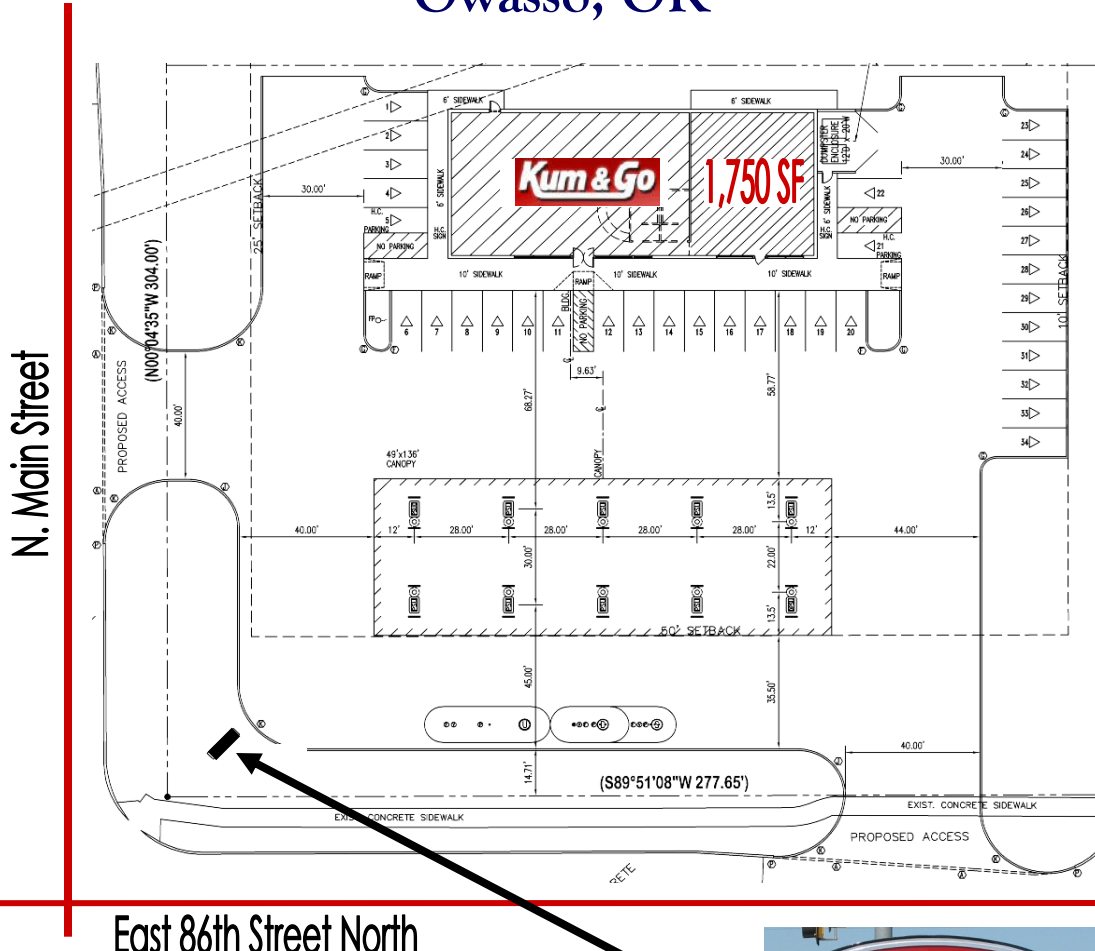 Owasso, OK
6' SIDEWALK
6' SIDEWALK
1
2
3
4
H.C.
5
PARKING
NO PARKING
RAMP
30.00'
25' SETBACK
6' SIDEWALK
H.C.
SIGN
Kum & Go
1,750 SF
DUMPSTER
ENCLOSURE
12'D X 20'W
6' SIDEWALK
H.C.
SIGN
22
NO PARKING
H.C.
21
PARKING
RAMP
30.00'
23
24
25
26
27
28
29
30
31
32
33
34
10' SETBACK
10' SIDEWALK
10' SIDEWALK
10' SIDEWALK
RAMP
BLDG.
NO PARKING
6 7 8 9 10 11 12 13 14 15 16 17 18 19 20
9.63'
(N00°04'35"W 304.00')
N. Main Street
PROPOSED ACCESS
40.00'
68.27'
58.77'
49'x136'
CANOPY
CANOPY
13.5'
40.00' 12' 28.00' 28.00' 28.00' 28.00' 12' 44.00'
30.00'
22.00'
13.5'
50' SETBACK
45.00'
35.50'
40.00'
14.71'
(S89°51'08"W 277.65')
EXIST. CONCRETE SIDEWALK
EXIST. CONCRETE SIDEWALK
PROPOSED ACCESS
RETE
East 86th Street North